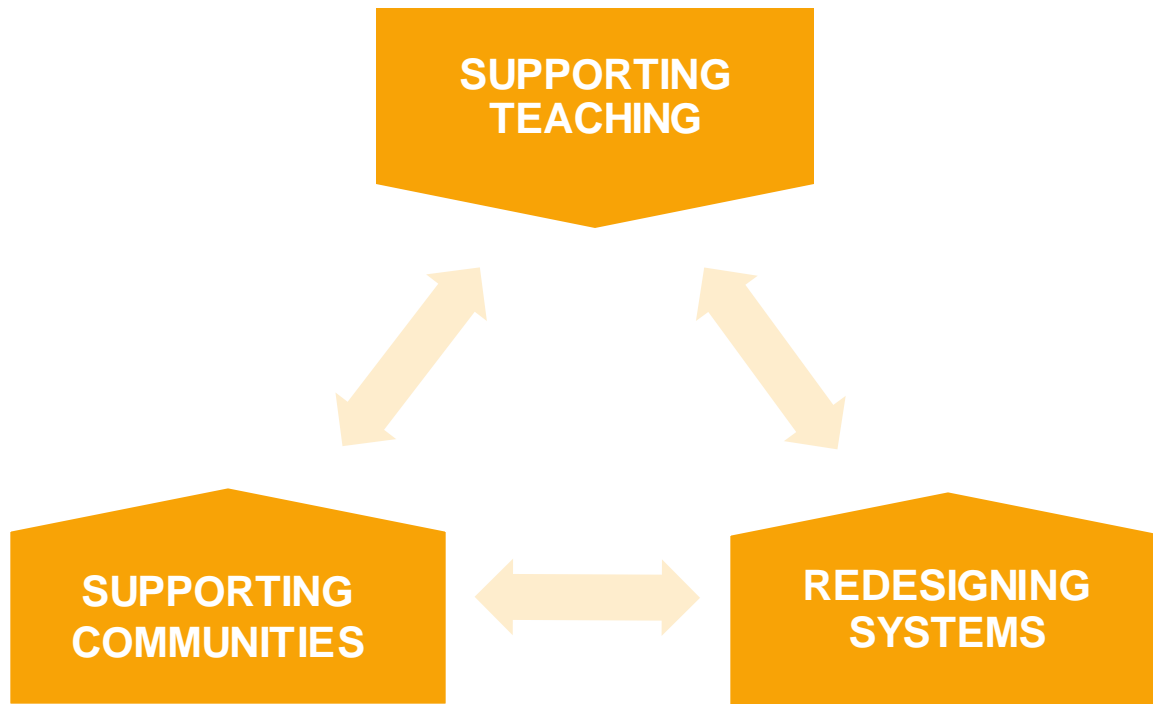 SUPPORTING
TEACHING
SUPPORTING
COMMUNITIES
REDESIGNING
SYSTEMS